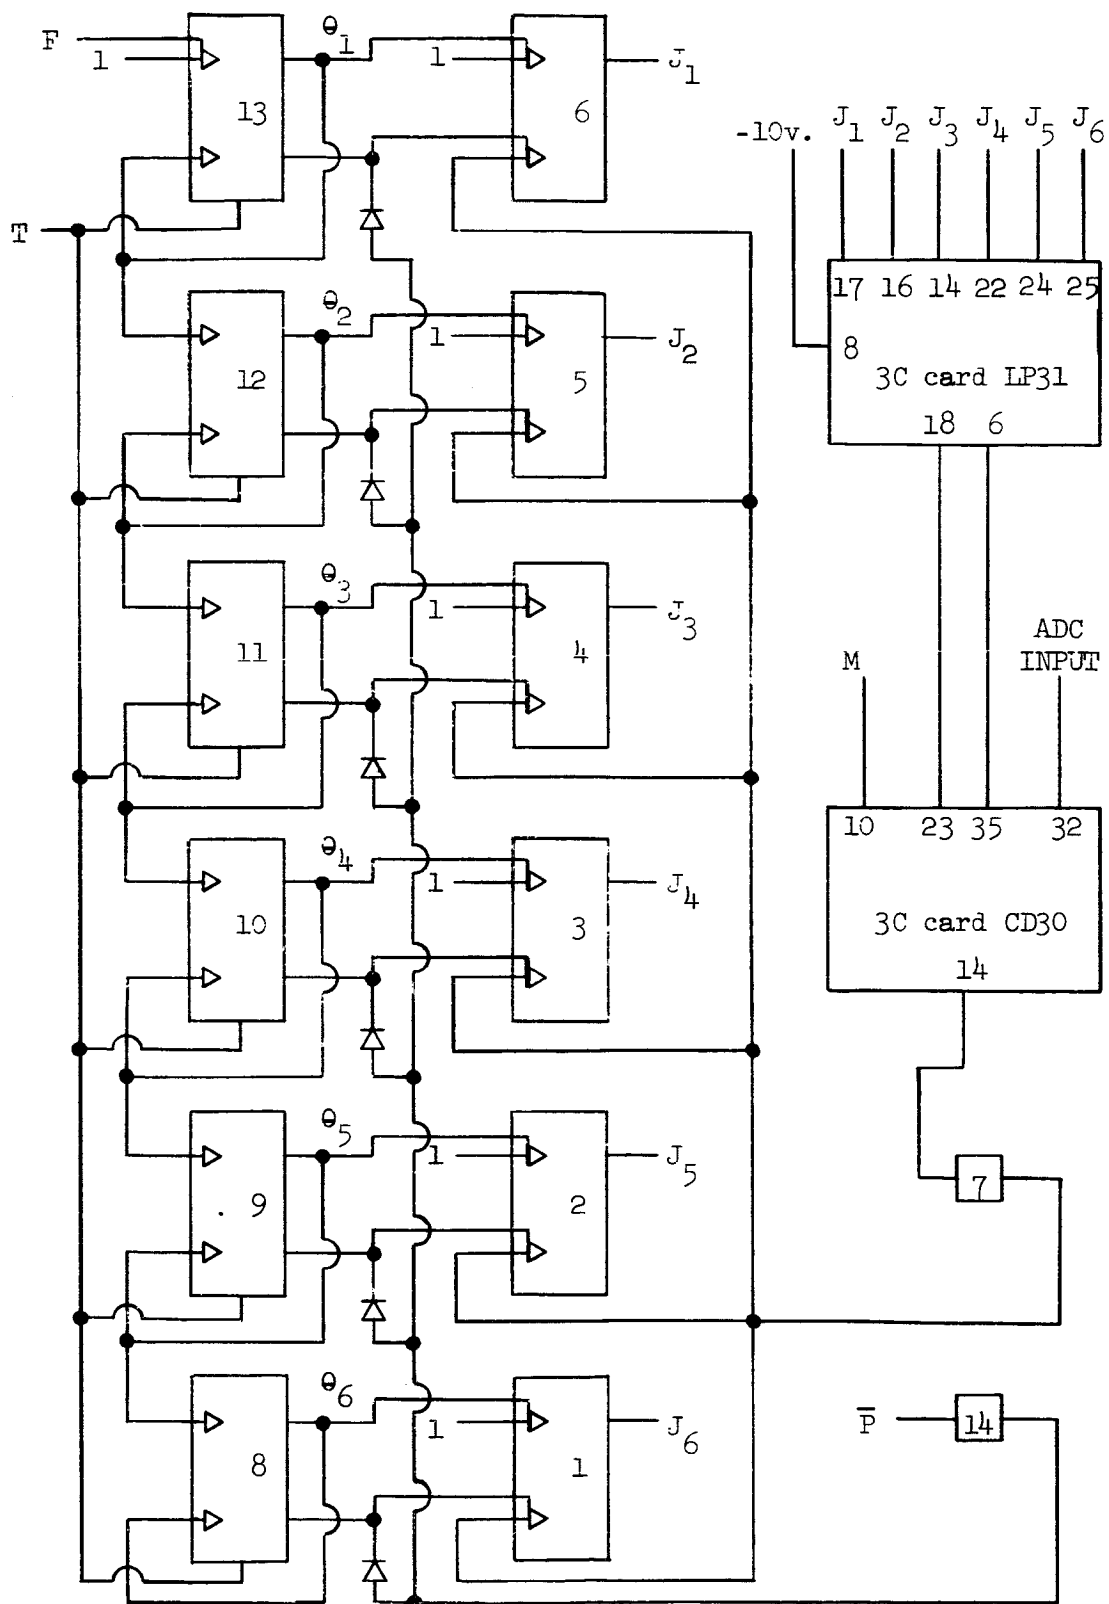 F
1
13
θ1
1
6
J1
T
12
θ2
1
5
J2
11
θ3
1
4
J3
10
θ4
1
3
J4
9
θ5
1
2
J5
8
θ6
1
1
J6
-10v. J1 J2 J3 J4 J5 J6
17 16 14 22 24 25
8
3C card LP31
18 6
M
ADC
INPUT
10 23 35 32
3C card CD30
14
7
P̅
14